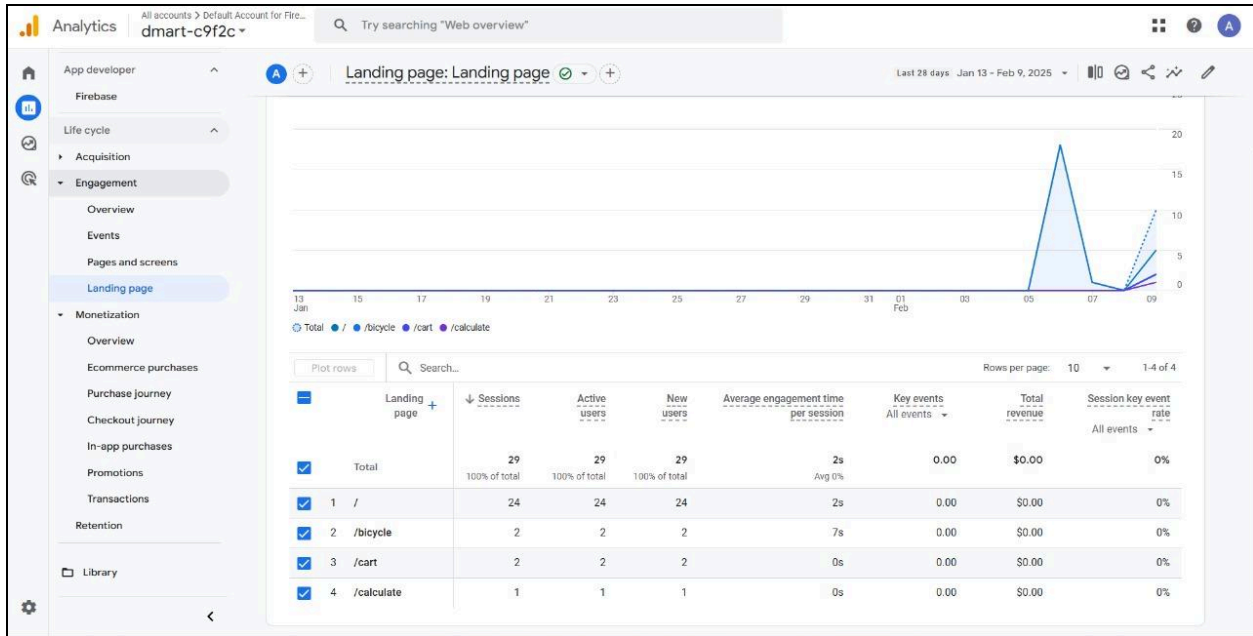 All accounts > Default Account for Fire...
Analytics
dmart-c9f2c
Try searching "Web overview"
A
App developer
Firebase
Life cycle
Acquisition
Engagement
Overview
Events
Pages and screens
Landing page
Monetization
Overview
Ecommerce purchases
Purchase journey
Checkout journey
In-app purchases
Promotions
Transactions
Retention
Library
A
Landing page: Landing page
Last 28 days Jan 13 - Feb 9, 2025
20
15
10
5
0
13 15 17 19 21 23 25 27 29 31 01 03 05 07 09
Jan Feb
Total / /bicycle /cart /calculate
Plot rows Search... Rows per page: 10 1-4 of 4
Landing page + Sessions Active users New users Average engagement time per session Key events Total revenue Session key event rate
All events All events
Total 29 29 29 2s 0.00 $0.00 0%
100% of total 100% of total 100% of total Avg 0%
1 / 24 24 24 2s 0.00 $0.00 0%
2 /bicycle 2 2 2 7s 0.00 $0.00 0%
3 /cart 2 2 2 0s 0.00 $0.00 0%
4 /calculate 1 1 1 0s 0.00 $0.00 0%